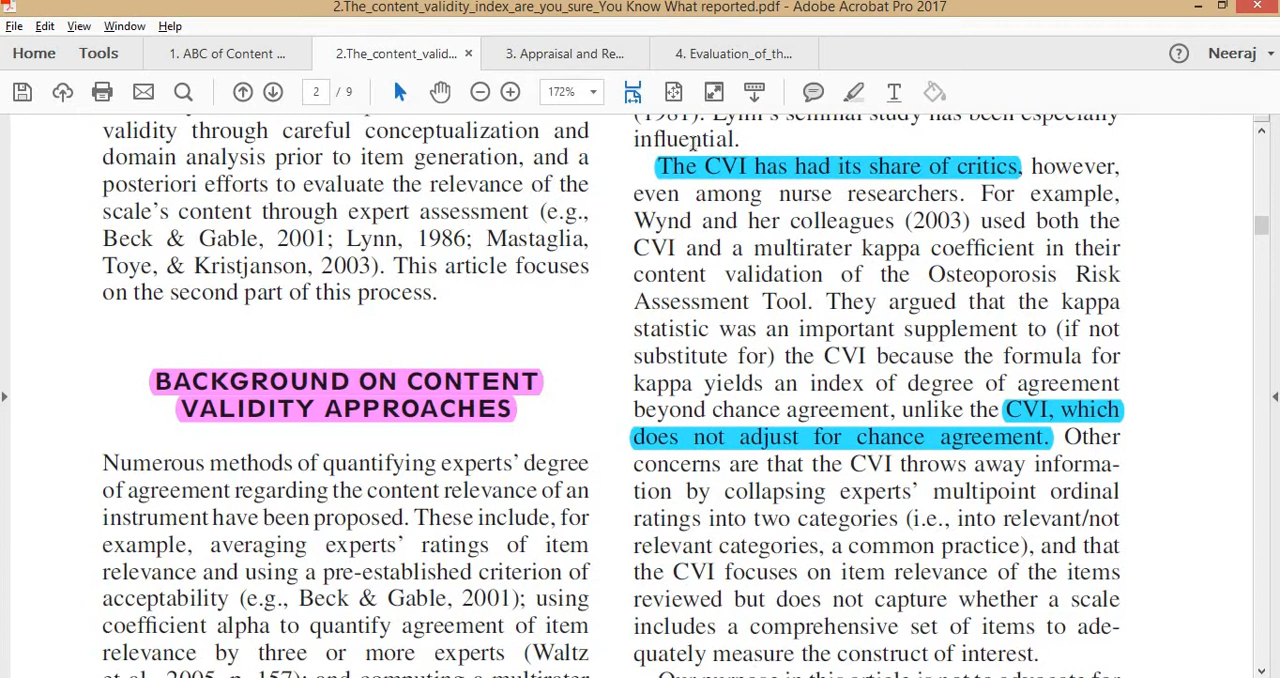 2.The_content_validity_index_are_you_sure_You Know What reported.pdf - Adobe Acrobat Pro 2017
File Edit View Window Help
Home Tools 1. ABC of Content ... 2.The_content_valid... × 3. Appraisal and Re... 4. Evaluation_of_th... Neeraj
2 / 9 172%
validity through careful conceptualization and
domain analysis prior to item generation, and a
posteriori efforts to evaluate the relevance of the
scale's content through expert assessment (e.g.,
Beck & Gable, 2001; Lynn, 1986; Mastaglia,
Toye, & Kristjanson, 2003). This article focuses
on the second part of this process.
BACKGROUND ON CONTENT
VALIDITY APPROACHES
Numerous methods of quantifying experts' degree
of agreement regarding the content relevance of an
instrument have been proposed. These include, for
example, averaging experts' ratings of item
relevance and using a pre-established criterion of
acceptability (e.g., Beck & Gable, 2001); using
coefficient alpha to quantify agreement of item
relevance by three or more experts (Waltz
et al., 2005, p. 157); and computing a multirater
(1981). Lynn's seminal study has been especially
influential.
The CVI has had its share of critics, however,
even among nurse researchers. For example,
Wynd and her colleagues (2003) used both the
CVI and a multirater kappa coefficient in their
content validation of the Osteoporosis Risk
Assessment Tool. They argued that the kappa
statistic was an important supplement to (if not
substitute for) the CVI because the formula for
kappa yields an index of degree of agreement
beyond chance agreement, unlike the CVI, which
does not adjust for chance agreement. Other
concerns are that the CVI throws away informa-
tion by collapsing experts' multipoint ordinal
ratings into two categories (i.e., into relevant/not
relevant categories, a common practice), and that
the CVI focuses on item relevance of the items
reviewed but does not capture whether a scale
includes a comprehensive set of items to ade-
quately measure the construct of interest.
Our purpose in this article is not to advocate for